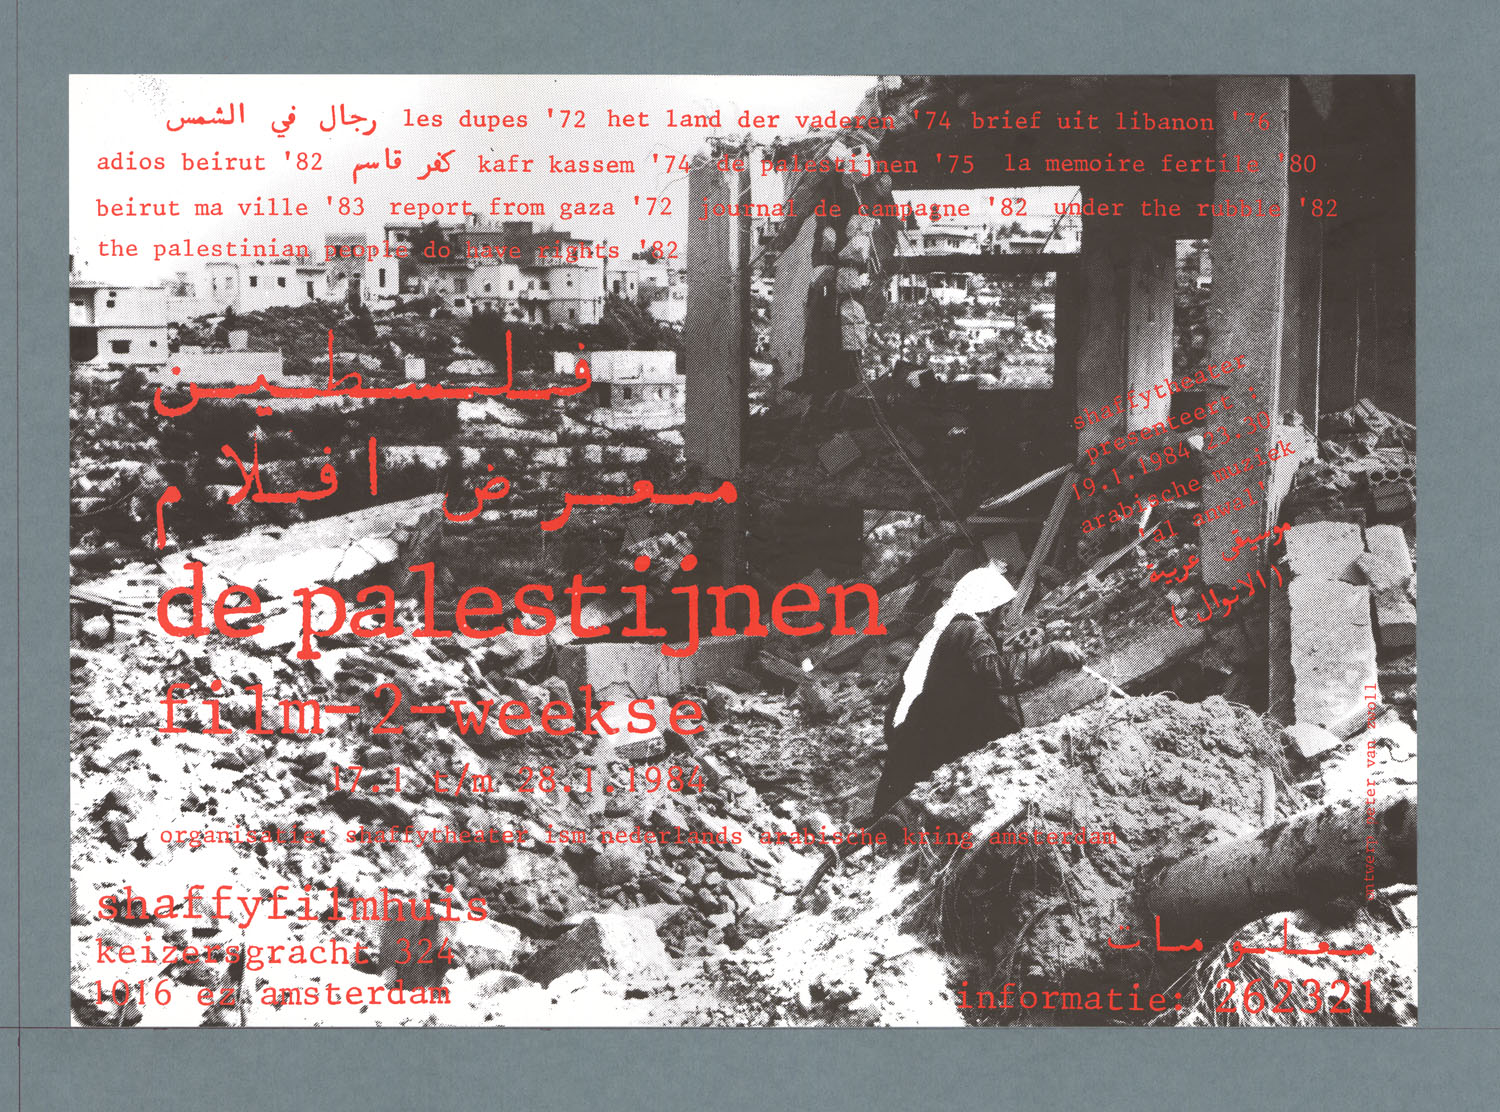 رجال في الشمس les dupes '72 het land der vaderen '74 brief uit libanon '76
adios beirut '82 كفر قاسم kafr kassem '74 de palestijnen '75 la memoire fertile '80
beirut ma ville '83 report from gaza '72 journal de campagne '82 under the rubble '82
the palestinian people do have rights '82
فلسطين
معرض افلام
de palestijnen
film-2-weekse
17.1 t/m 28.1.1984
organisatie: shaffytheater ism nederlands arabische kring amsterdam
shaffyfilmhuis
keizersgracht 324
1016 ez amsterdam
shaffytheater
presenteert :
19.1.1984 23.30
arabische muziek
'al anwal'
موسيقى عربية
(الانوال)
ontwerp peter van zwoll
معلومات
informatie: 262321